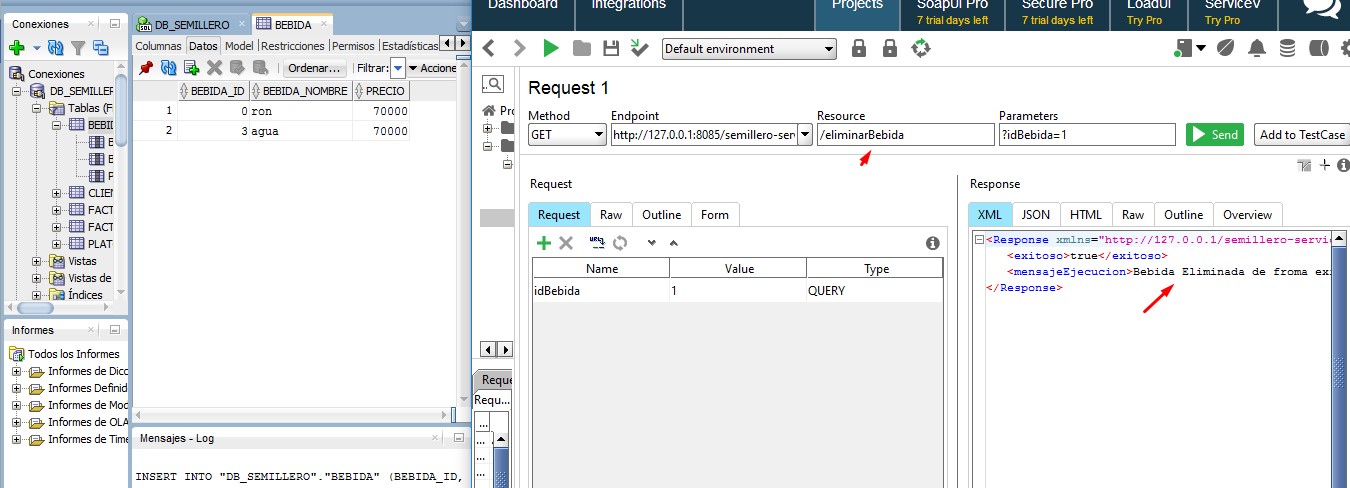 Conexiones
Conexiones
DB_SEMILLER
Tablas (F
BEBI
B
B
P
CLIEN
FACT
FACT
PLAT
Vistas
Vistas de
Índices
Informes
Todos los Informes
Informes de Dicc
Informes Definid
Informes de Mod
Informes de OLA
Informes de Time
DB_SEMILLERO
BEBIDA
Columnas Datos Model Restricciones Permisos Estadísticas
Ordenar... Filtrar: Accione
BEBIDA_ID BEBIDA_NOMBRE PRECIO
1 0 ron 70000
2 3 agua 70000
Mensajes - Log
INSERT INTO "DB_SEMILLERO"."BEBIDA" (BEBIDA_ID,
Dashboard Integrations Projects SoapUI Pro Secure Pro LoadUI ServiceV
7 trial days left 7 trial days left Try Pro Try Pro
Default environment
Pro
Reque
Requ...
...
...
...
...
Request 1
Method Endpoint Resource Parameters
GET http://127.0.0.1:8085/semillero-ser /eliminarBebida ?idBebida=1 Send Add to TestCase
Request
Request Raw Outline Form
Name Value Type
idBebida 1 QUERY
Response
XML JSON HTML Raw Outline Overview
<Response xmlns="http://127.0.0.1/semillero-servic
<exitoso>true</exitoso>
<mensajeEjecucion>Bebida Eliminada de froma exi
</Response>